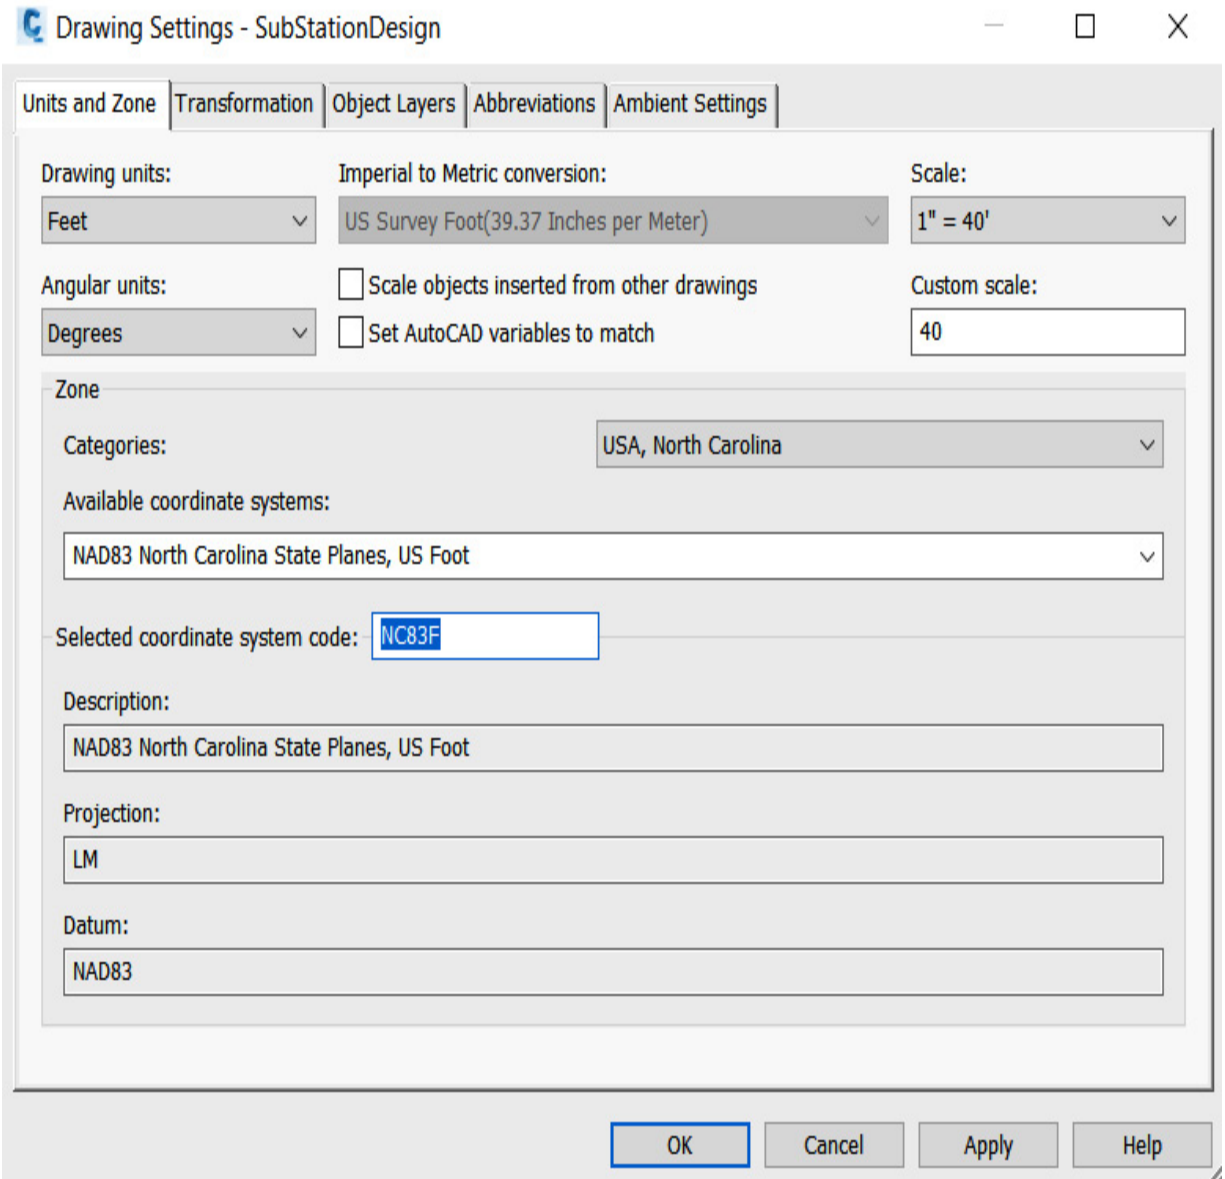 Drawing Settings - SubStationDesign
Units and Zone Transformation Object Layers Abbreviations Ambient Settings
Drawing units: Imperial to Metric conversion: Scale:
Feet US Survey Foot(39.37 Inches per Meter) 1" = 40'
Angular units: Scale objects inserted from other drawings Custom scale:
Degrees Set AutoCAD variables to match 40
Zone
Categories: USA, North Carolina
Available coordinate systems:
NAD83 North Carolina State Planes, US Foot
Selected coordinate system code: NC83F
Description:
NAD83 North Carolina State Planes, US Foot
Projection:
LM
Datum:
NAD83
OK Cancel Apply Help